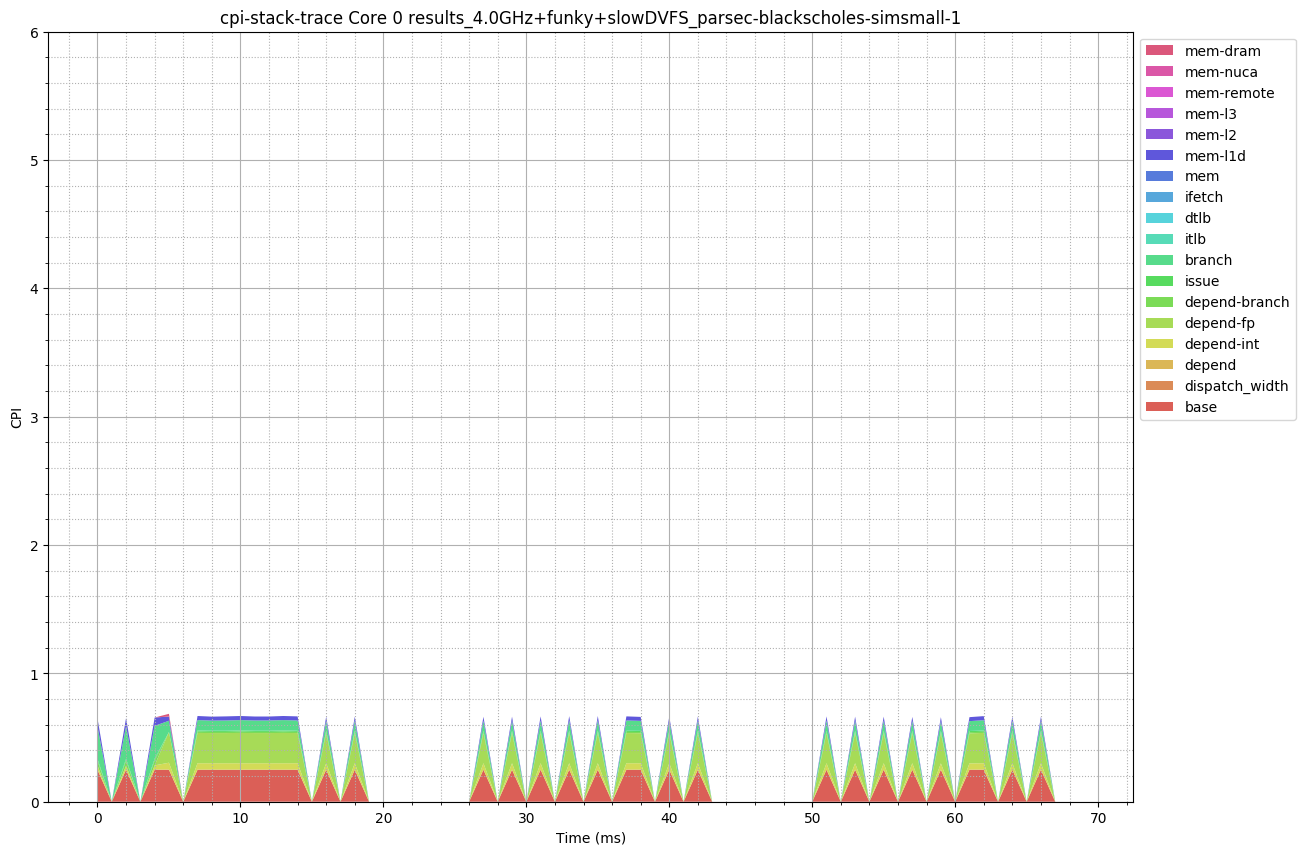 cpi-stack-trace Core 0 results_4.0GHz+funky+slowDVFS_parsec-blackscholes-simsmall-1
6
5
4
3
2
1
0
CPI
0 10 20 30 40 50 60 70
Time (ms)
mem-dram
mem-nuca
mem-remote
mem-l3
mem-l2
mem-l1d
mem
ifetch
dtlb
itlb
branch
issue
depend-branch
depend-fp
depend-int
depend
dispatch_width
base